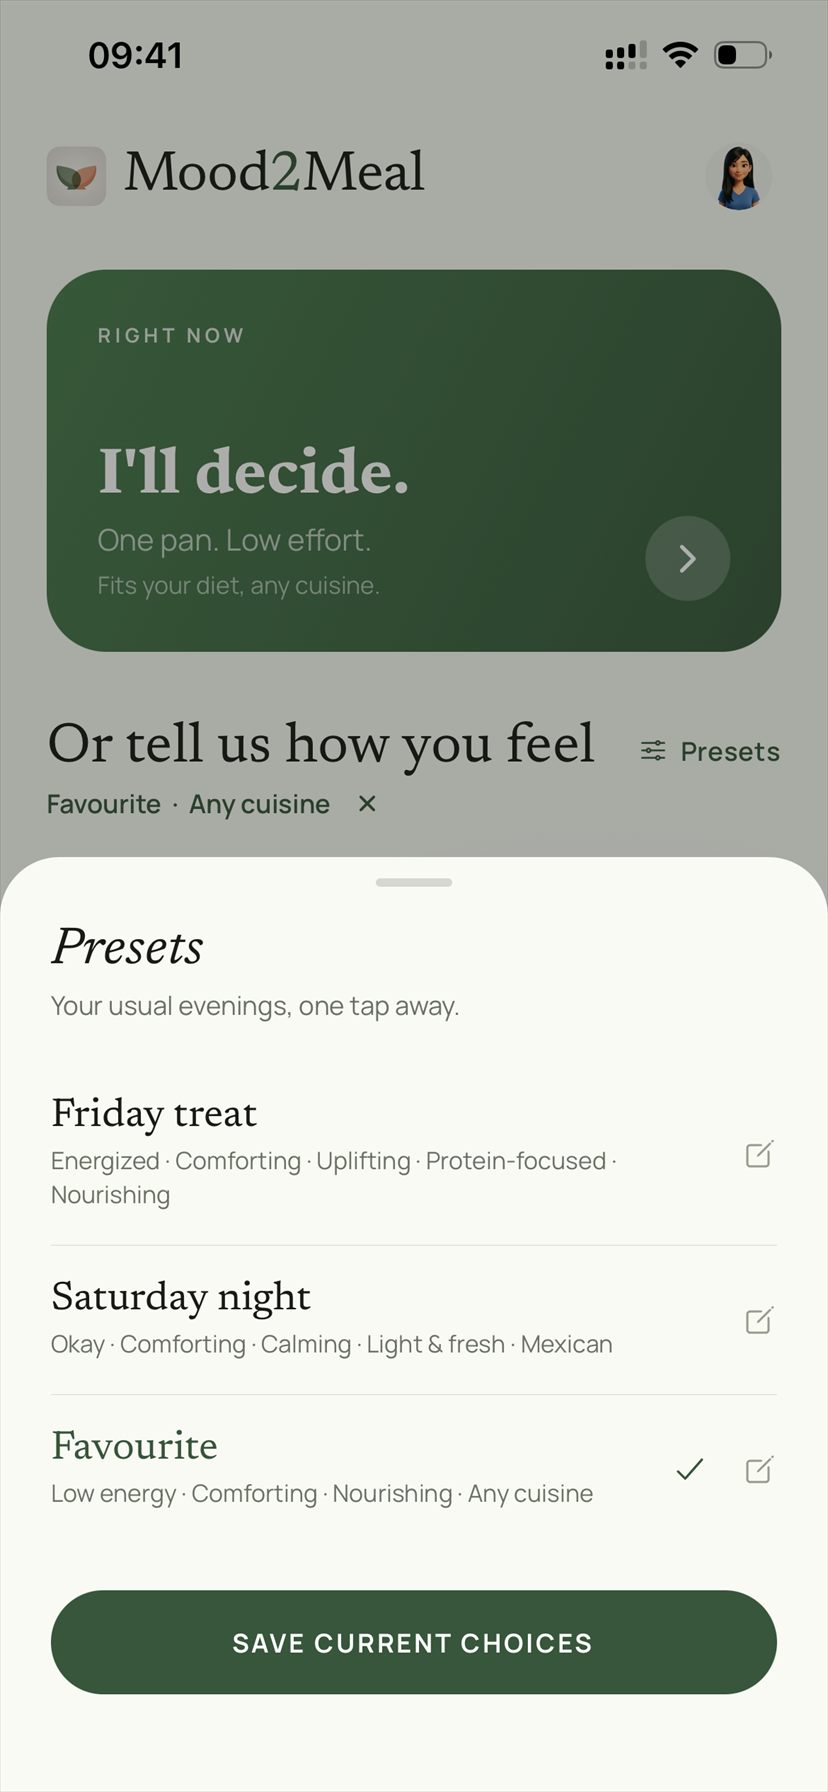 09:41
Mood2Meal
RIGHT NOW
I'll decide.
One pan. Low effort.
Fits your diet, any cuisine.
Or tell us how you feel
Presets
Favourite · Any cuisine ×
Presets
Your usual evenings, one tap away.
Friday treat
Energized · Comforting · Uplifting · Protein-focused ·
Nourishing
Saturday night
Okay · Comforting · Calming · Light & fresh · Mexican
Favourite
Low energy · Comforting · Nourishing · Any cuisine
SAVE CURRENT CHOICES